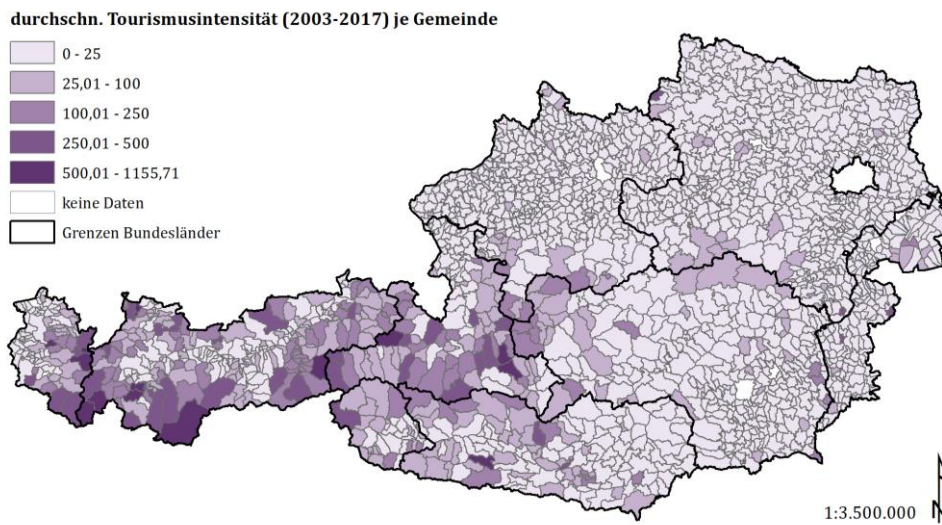 durchschn. Tourismusintensität (2003-2017) je Gemeinde
0 - 25
25,01 - 100
100,01 - 250
250,01 - 500
500,01 - 1155,71
keine Daten
Grenzen Bundesländer
1:3.500.000
N